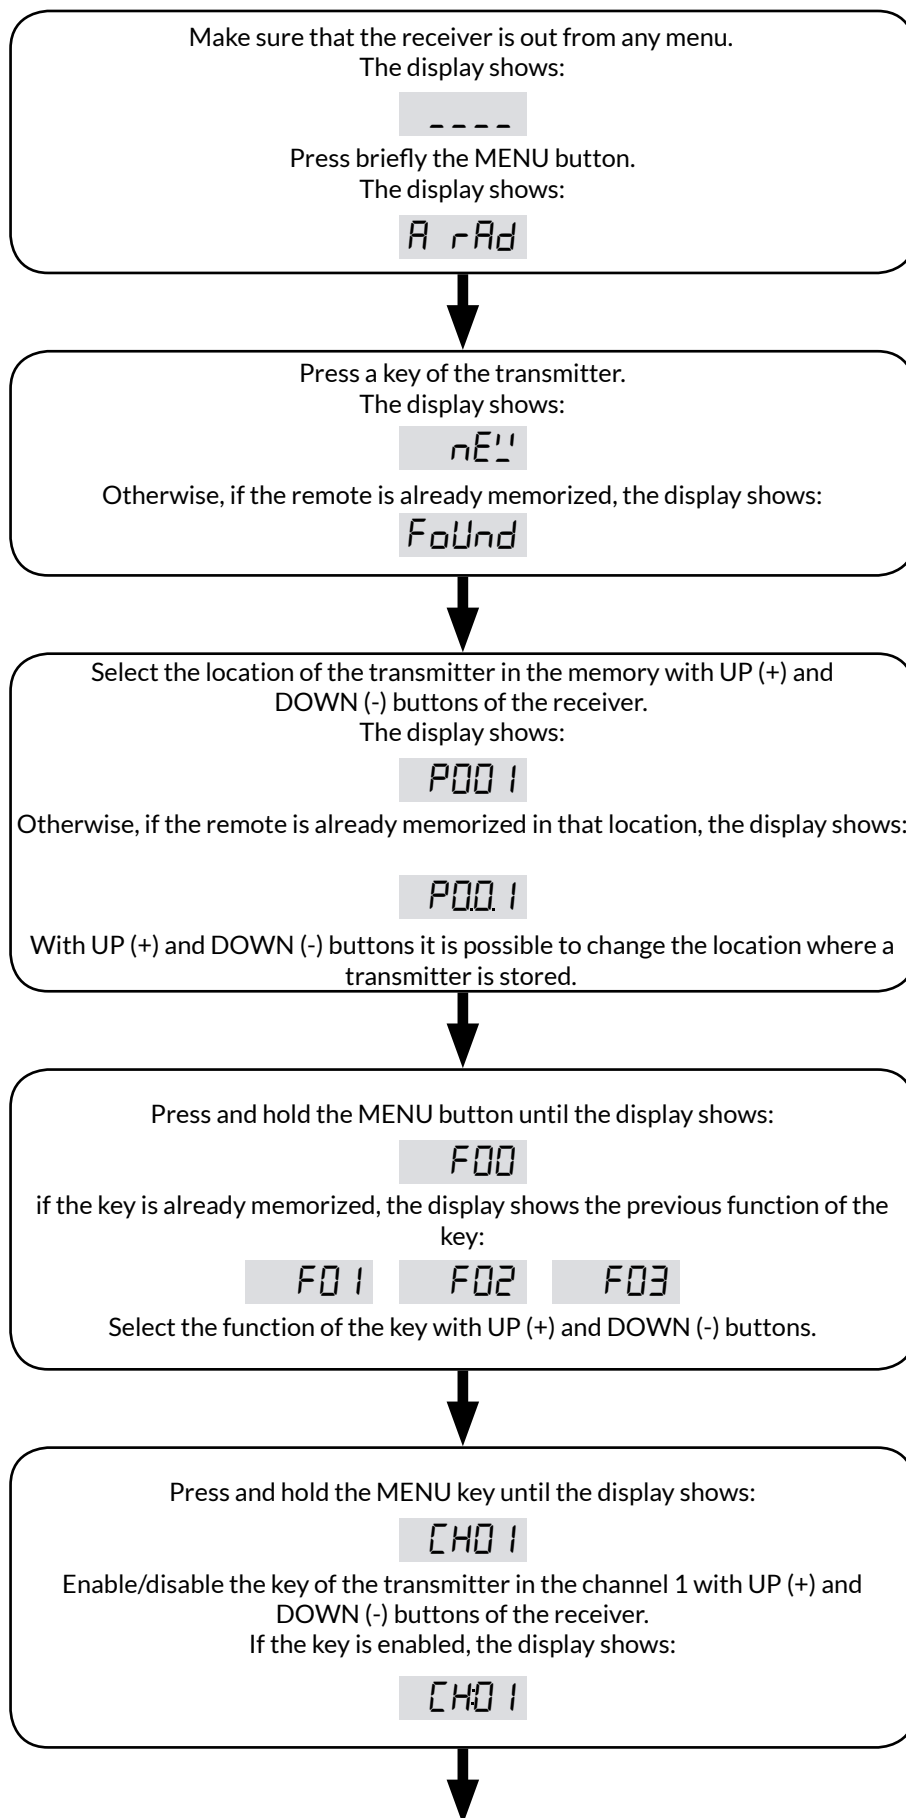 Make sure that the receiver is out from any menu.
The display shows:
_ _ _ _
Press briefly the MENU button.
The display shows:
A rAd
Press a key of the transmitter.
The display shows:
nEW
Otherwise, if the remote is already memorized, the display shows:
FoUnd
Select the location of the transmitter in the memory with UP (+) and
DOWN (-) buttons of the receiver.
The display shows:
P001
Otherwise, if the remote is already memorized in that location, the display shows:
P0.0.1
With UP (+) and DOWN (-) buttons it is possible to change the location where a
transmitter is stored.
Press and hold the MENU button until the display shows:
F00
if the key is already memorized, the display shows the previous function of the
key:
F01 F02 F03
Select the function of the key with UP (+) and DOWN (-) buttons.
Press and hold the MENU key until the display shows:
CH01
Enable/disable the key of the transmitter in the channel 1 with UP (+) and
DOWN (-) buttons of the receiver.
If the key is enabled, the display shows:
CH:01